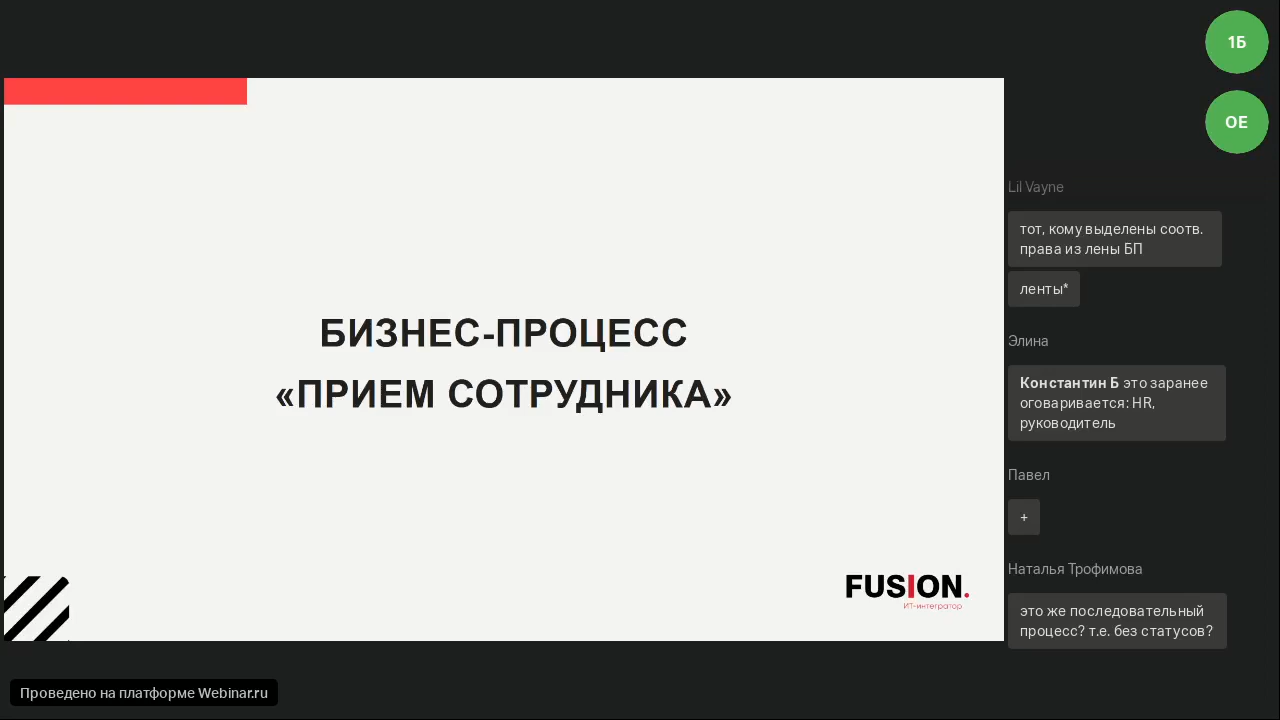 1Б
OE
Lil Vayne
тот, кому выделены соотв.
права из лены БП
ленты*
Элина
Константин Б это заранее
оговаривается: HR,
руководитель
Павел
+
Наталья Трофимова
это же последовательный
процесс? т.е. без статусов?
БИЗНЕС-ПРОЦЕСС
«ПРИЕМ СОТРУДНИКА»
FUSION.
ИТ-интегратор
Проведено на платформе Webinar.ru